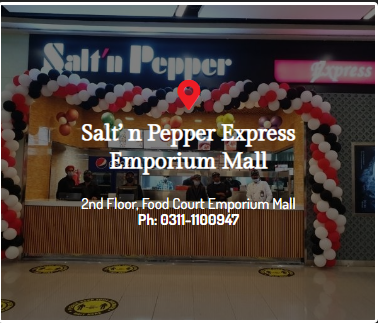 Salt'n Pepper
Express
Salt' n Pepper Express
Emporium Mall
2nd Floor, Food Court Emporium Mall
Ph: 0311-1100947